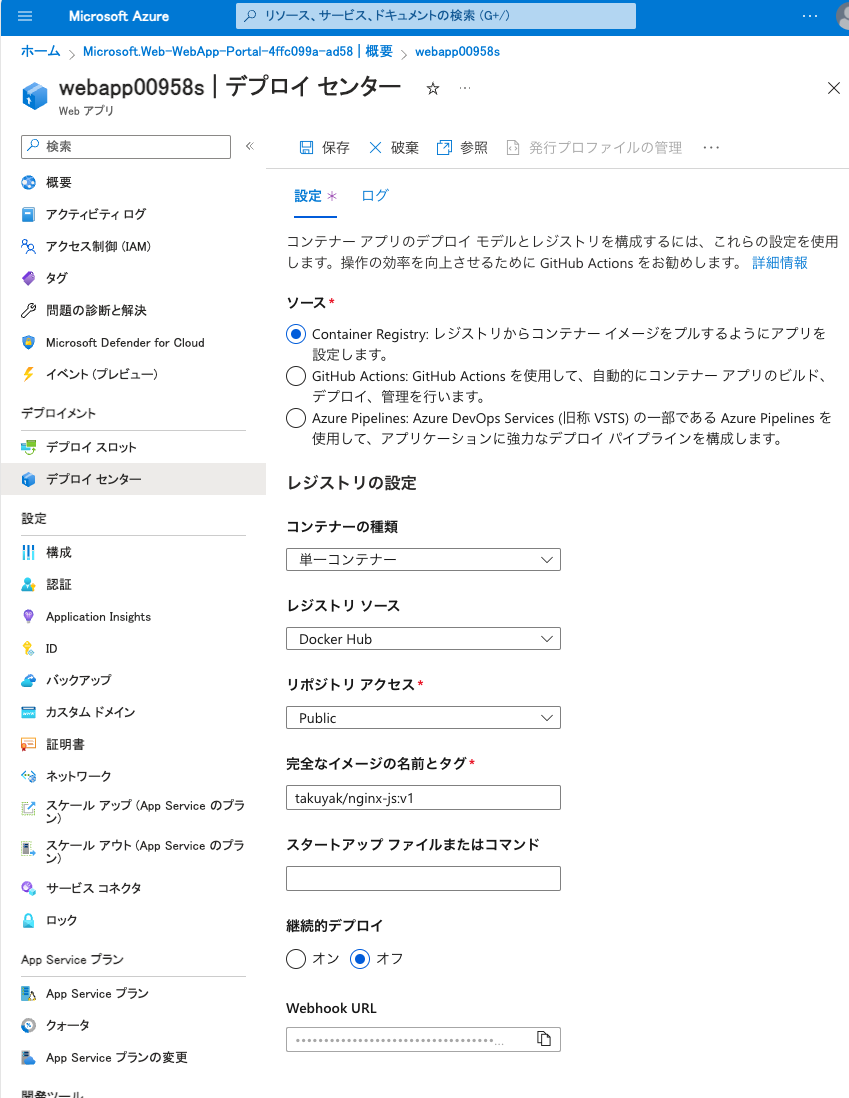 Microsoft Azure
リソース、サービス、ドキュメントの検索 (G+/)
ホーム > Microsoft.Web-WebApp-Portal-4ffc099a-ad58 | 概要 > webapp00958s
webapp00958s | デプロイ センター
Web アプリ
検索
概要
アクティビティ ログ
アクセス制御 (IAM)
タグ
問題の診断と解決
Microsoft Defender for Cloud
イベント (プレビュー)
デプロイメント
デプロイ スロット
デプロイ センター
設定
構成
認証
Application Insights
ID
バックアップ
カスタム ドメイン
証明書
ネットワーク
スケール アップ (App Service のプラ
ン)
スケール アウト (App Service のプラ
ン)
サービス コネクタ
ロック
App Service プラン
App Service プラン
クォータ
App Service プランの変更
開発ツール
保存 破棄 参照 発行プロファイルの管理 ...
設定 * ログ
コンテナー アプリのデプロイ モデルとレジストリを構成するには、これらの設定を使用
します。操作の効率を向上させるために GitHub Actions をお勧めします。 詳細情報
ソース*
Container Registry: レジストリからコンテナー イメージをプルするようにアプリを
設定します。
GitHub Actions: GitHub Actions を使用して、自動的にコンテナー アプリのビルド、
デプロイ、管理を行います。
Azure Pipelines: Azure DevOps Services (旧称 VSTS) の一部である Azure Pipelines を
使用して、アプリケーションに強力なデプロイ パイプラインを構成します。
レジストリの設定
コンテナーの種類
単一コンテナー
レジストリ ソース
Docker Hub
リポジトリ アクセス*
Public
完全なイメージの名前とタグ*
takuyak/nginx-js:v1
スタートアップ ファイルまたはコマンド
継続的デプロイ
オン オフ
Webhook URL
••••••••••••••••••••••••••••••••••...